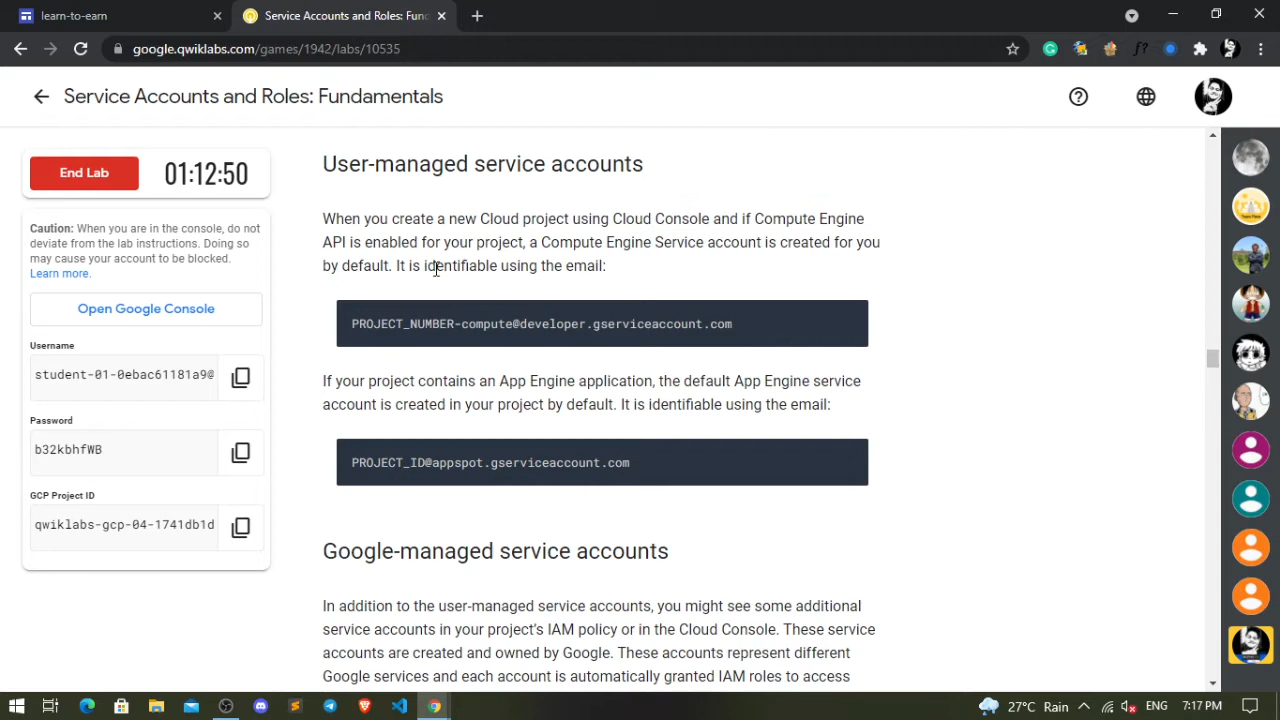 learn-to-earn
Service Accounts and Roles: Fund
google.qwiklabs.com/games/1942/labs/10535
Service Accounts and Roles: Fundamentals
End Lab
01:12:50
Caution: When you are in the console, do not
deviate from the lab instructions. Doing so
may cause your account to be blocked.
Learn more.
Open Google Console
Username
student-01-0ebac61181a9@
Password
b32kbhfWB
GCP Project ID
qwiklabs-gcp-04-1741db1d
User-managed service accounts
When you create a new Cloud project using Cloud Console and if Compute Engine
API is enabled for your project, a Compute Engine Service account is created for you
by default. It is identifiable using the email:
PROJECT_NUMBER-compute@developer.gserviceaccount.com
If your project contains an App Engine application, the default App Engine service
account is created in your project by default. It is identifiable using the email:
PROJECT_ID@appspot.gserviceaccount.com
Google-managed service accounts
In addition to the user-managed service accounts, you might see some additional
service accounts in your project's IAM policy or in the Cloud Console. These service
accounts are created and owned by Google. These accounts represent different
Google services and each account is automatically granted IAM roles to access
27°C Rain
ENG
7:17 PM